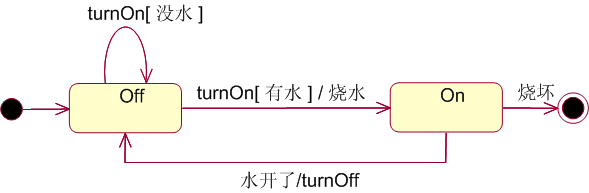 turnOn[ 没水 ]
Off
turnOn[ 有水 ] / 烧水
On
烧坏
水开了/turnOff